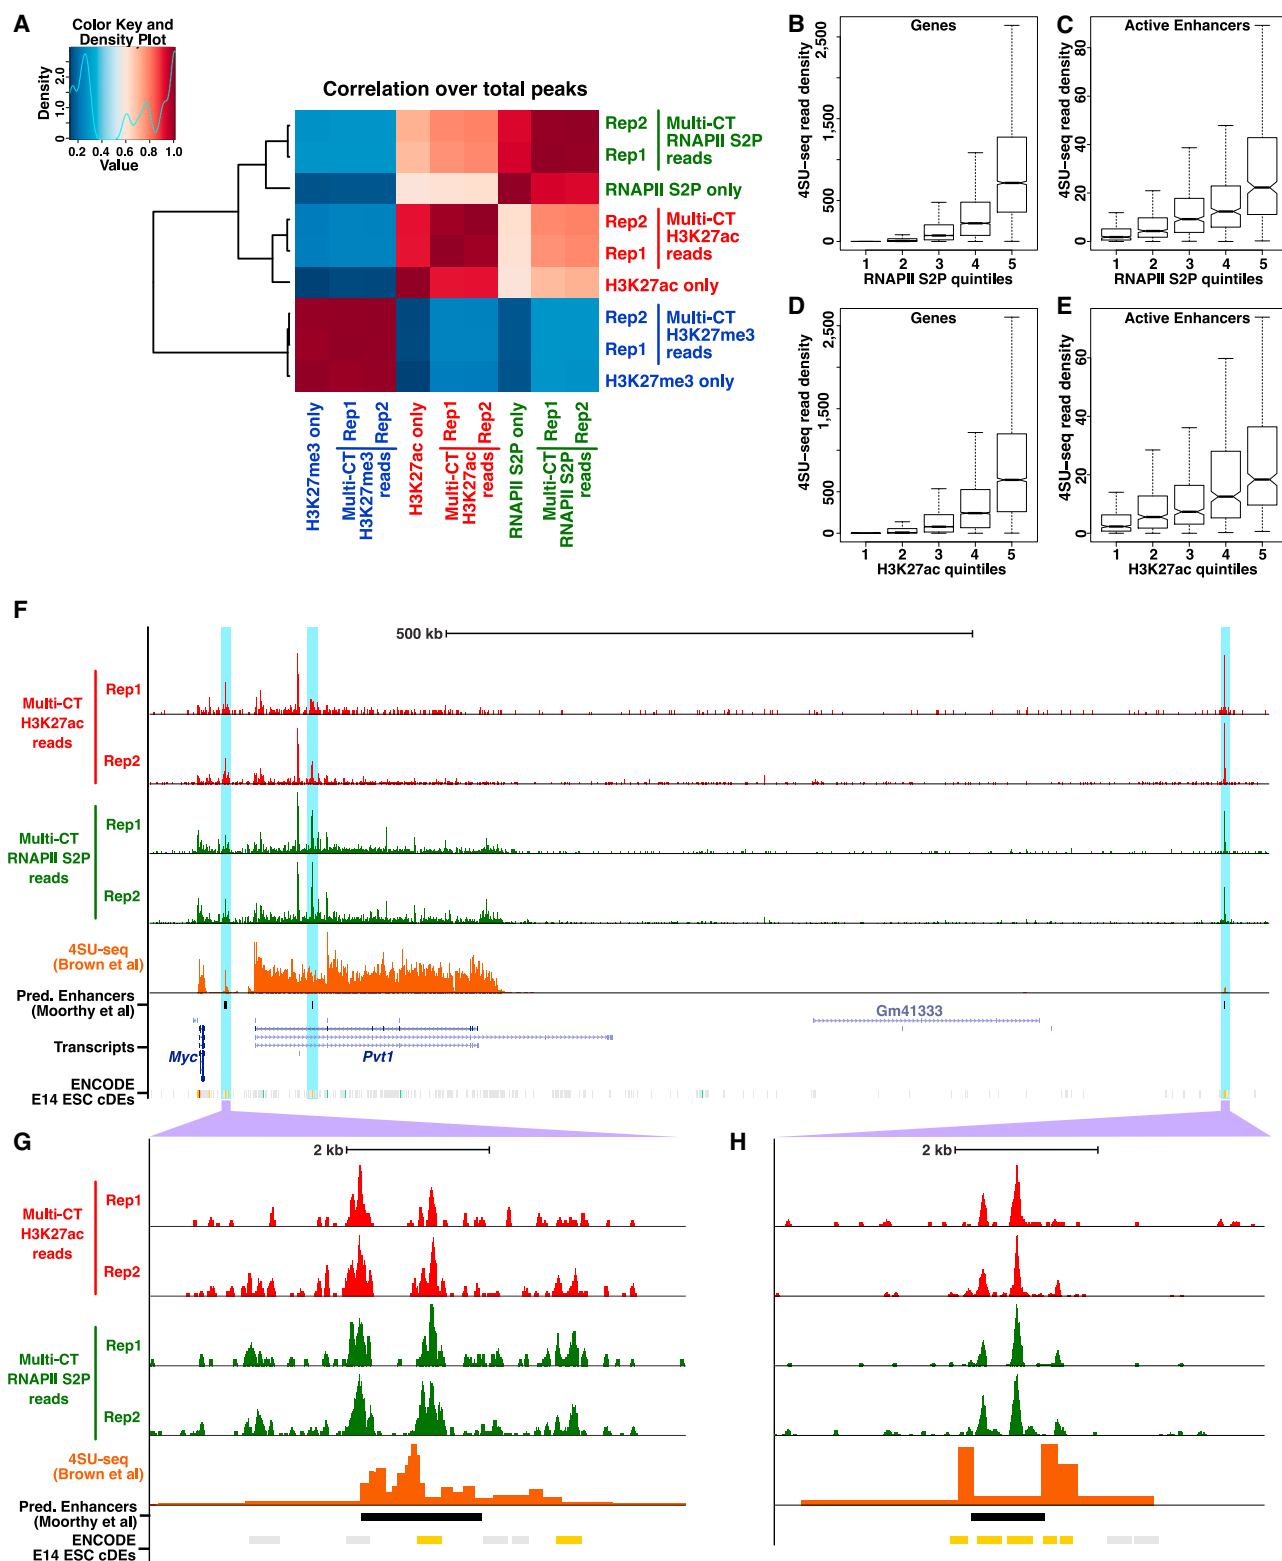 A
Color Key and
Density Plot
Density
0 1.0 2.0
0.2 0.4 0.6 0.8 1.0
Value
Correlation over total peaks
Rep2
Rep1
Multi-CT
RNAPII S2P
reads
RNAPII S2P only
Rep2
Rep1
Multi-CT
H3K27ac
reads
H3K27ac only
Rep2
Rep1
Multi-CT
H3K27me3
reads
H3K27me3 only
H3K27me3 only
Multi-CT
H3K27me3
reads
Rep1
Rep2
H3K27ac only
Multi-CT
H3K27ac
reads
Rep1
Rep2
RNAPII S2P only
Multi-CT
RNAPII S2P
reads
Rep1
Rep2
B
Genes
4SU-seq read density
0 500 1,500 2,500
1 2 3 4 5
RNAPII S2P quintiles
C
Active Enhancers
4SU-seq read density
0 20 40 60 80
1 2 3 4 5
RNAPII S2P quintiles
D
Genes
4SU-seq read density
0 500 1,500 2,500
1 2 3 4 5
H3K27ac quintiles
E
Active Enhancers
4SU-seq read density
0 20 40 60
1 2 3 4 5
H3K27ac quintiles
F
500 kb
Multi-CT
H3K27ac
reads
Rep1
Rep2
Multi-CT
RNAPII S2P
reads
Rep1
Rep2
4SU-seq
(Brown et al)
Pred. Enhancers
(Moorthy et al)
Gm41333
Transcripts
Myc
Pvt1
ENCODE
E14 ESC cDEs
G
2 kb
Multi-CT
H3K27ac
reads
Rep1
Rep2
Multi-CT
RNAPII S2P
reads
Rep1
Rep2
4SU-seq
(Brown et al)
Pred. Enhancers
(Moorthy et al)
ENCODE
E14 ESC cDEs
H
2 kb